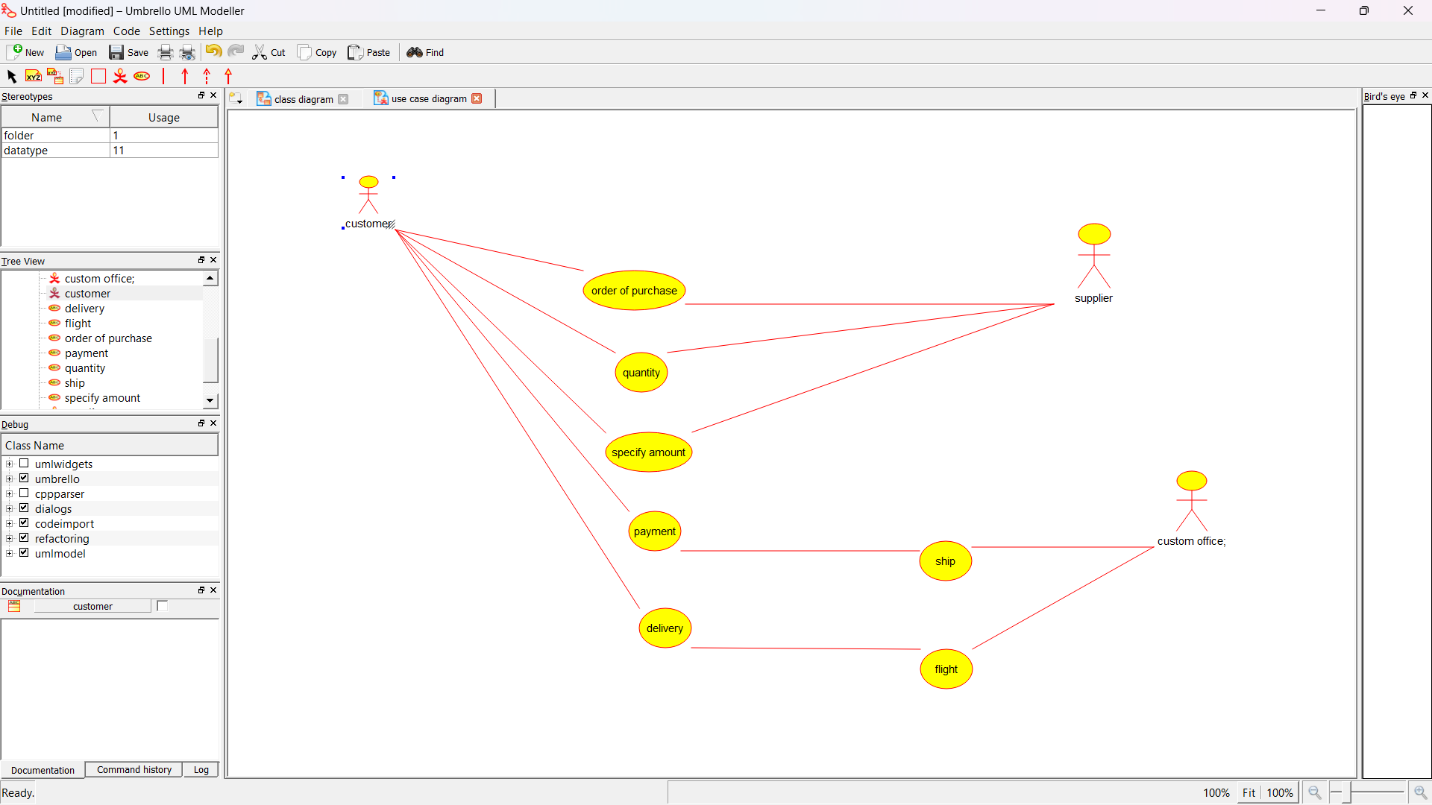 Untitled [modified] – Umbrello UML Modeller
File Edit Diagram Code Settings Help
New Open Save Cut Copy Paste Find
XYZ ABC
Stereotypes
Name Usage
folder 1
datatype 11
Tree View
custom office;
customer
delivery
flight
order of purchase
payment
quantity
ship
specify amount
Debug
Class Name
umlwidgets
umbrello
cppparser
dialogs
codeimport
refactoring
umlmodel
Documentation
customer
Documentation Command history Log
Ready.
class diagram use case diagram
customer
order of purchase
supplier
quantity
specify amount
payment
ship
custom office;
delivery
flight
Bird's eye
100% Fit 100%